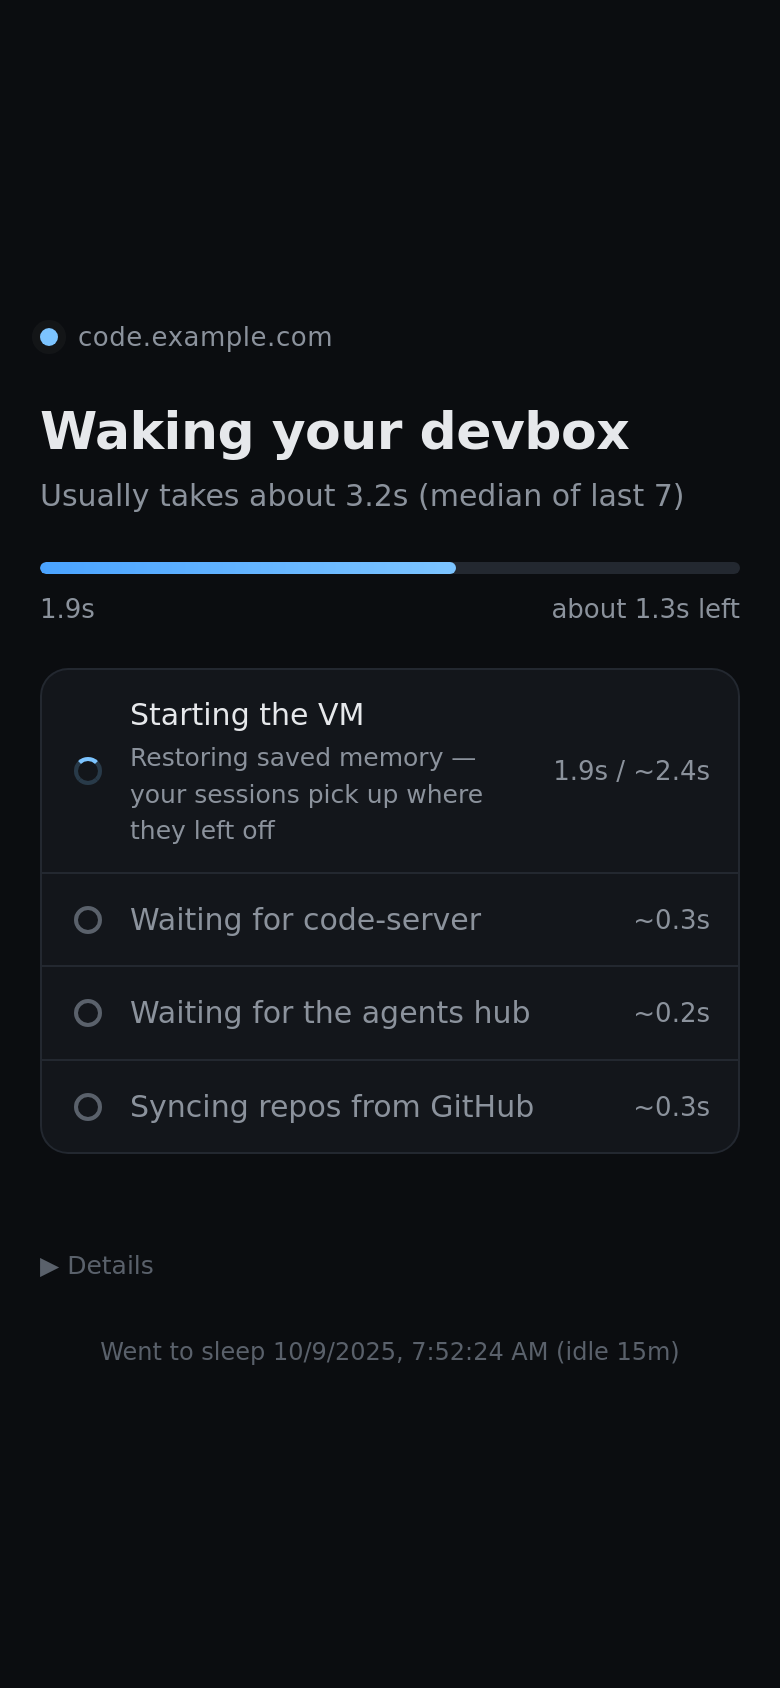 code.example.com
Waking your devbox
Usually takes about 3.2s (median of last 7)
1.9s
about 1.3s left
Starting the VM
Restoring saved memory —
your sessions pick up where
they left off
1.9s / ~2.4s
Waiting for code-server
~0.3s
Waiting for the agents hub
~0.2s
Syncing repos from GitHub
~0.3s
▶ Details
Went to sleep 10/9/2025, 7:52:24 AM (idle 15m)